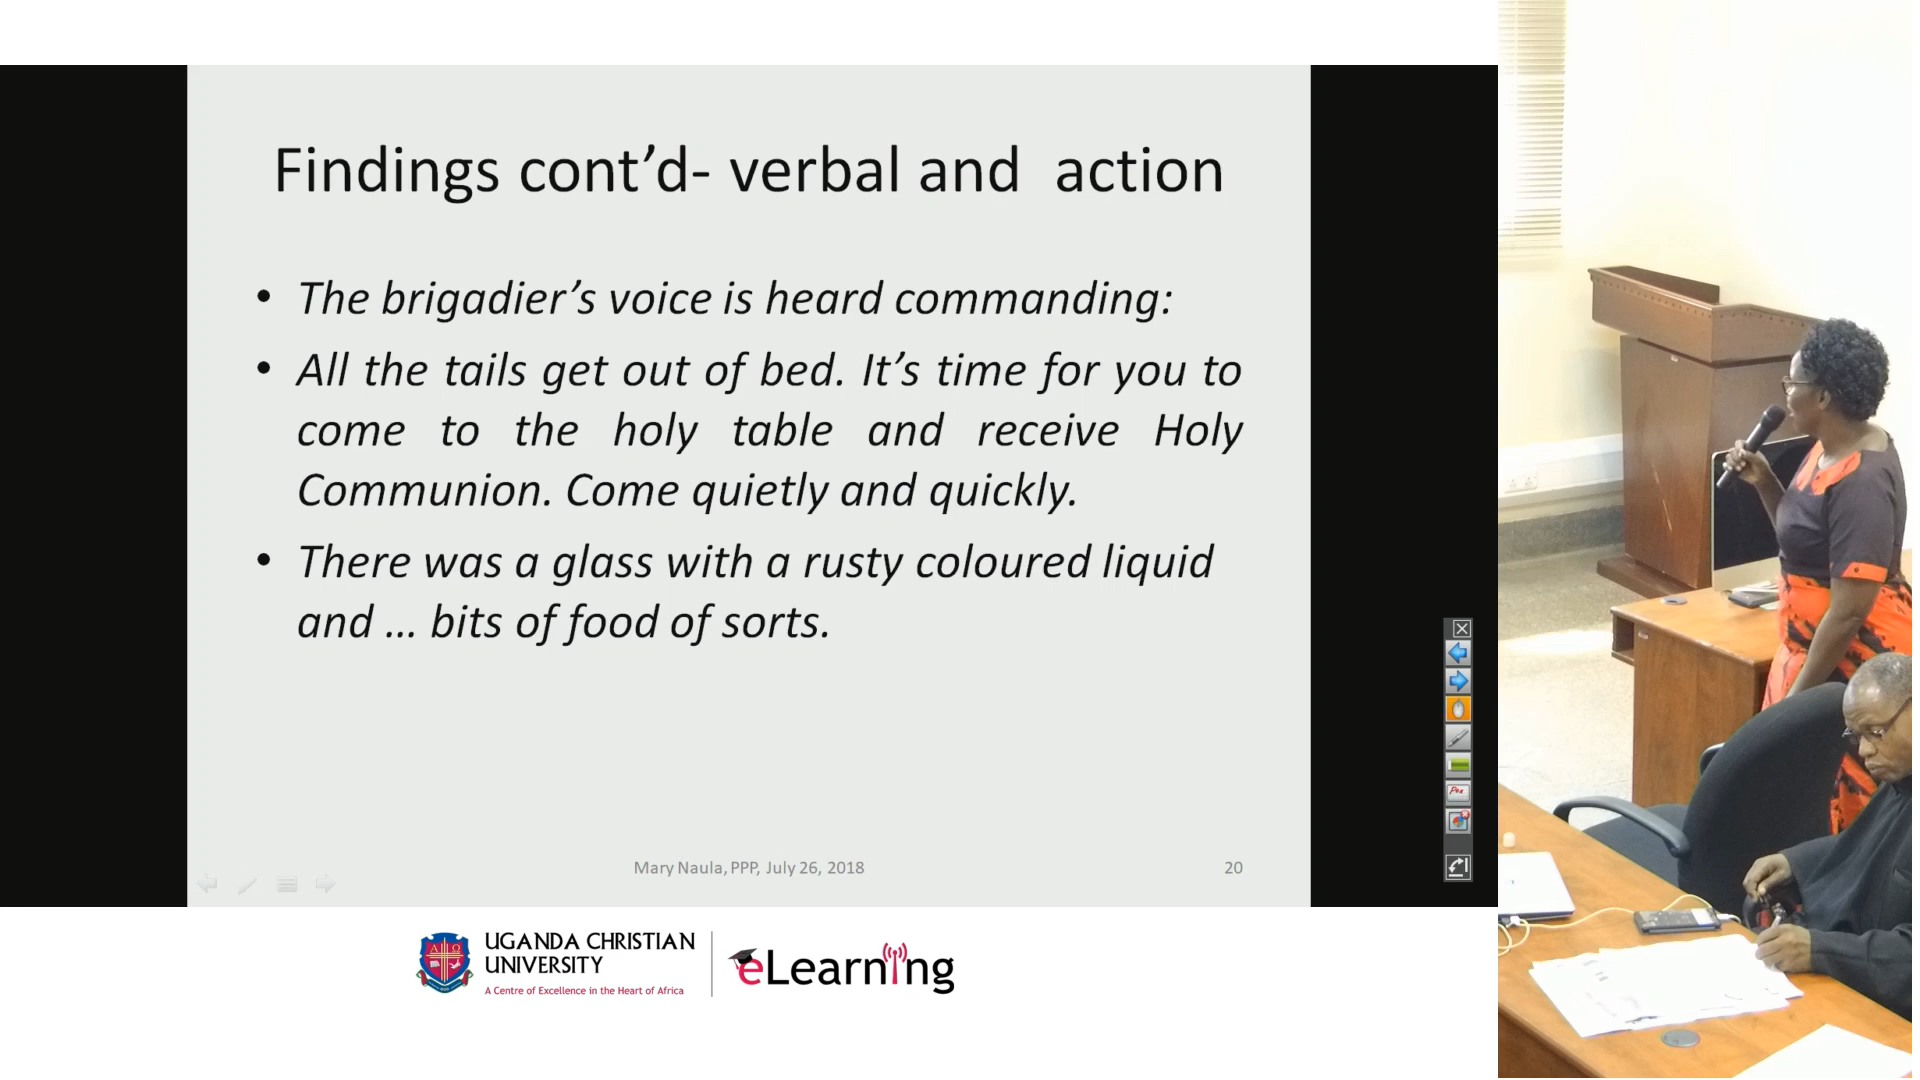 Findings cont’d- verbal and  action
• The brigadier’s voice is heard commanding:
• All the tails get out of bed. It’s time for you to
come to the holy table and receive Holy
Communion. Come quietly and quickly.
• There was a glass with a rusty coloured liquid
and … bits of food of sorts.
Mary Naula, PPP, July 26, 2018
20
Pen
A Ω
UGANDA CHRISTIAN
UNIVERSITY
A Centre of Excellence in the Heart of Africa
eLearning